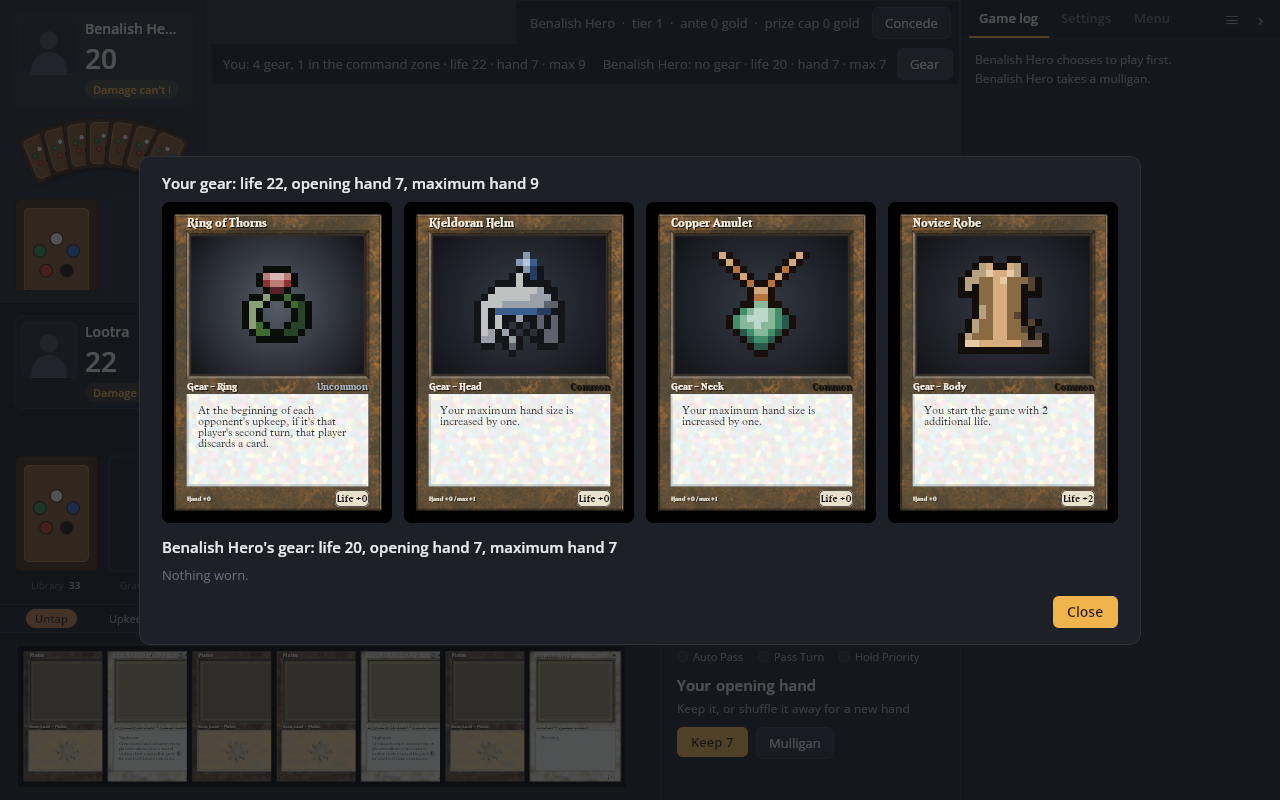 Benalish He...
20
Damage can't l
Benalish Hero · tier 1 · ante 0 gold · prize cap 0 gold
Concede
You: 4 gear, 1 in the command zone · life 22 · hand 7 · max 9
Benalish Hero: no gear · life 20 · hand 7 · max 7
Gear
Game log
Settings
Menu
Benalish Hero chooses to play first.
Benalish Hero takes a mulligan.
Your gear: life 22, opening hand 7, maximum hand 9
Ring of Thorns
Gear – Ring
Uncommon
At the beginning of each
opponent's upkeep, if it's that
player's second turn, that player
discards a card.
Hand +0
Life +0
Kjeldoran Helm
Gear – Head
Common
Your maximum hand size is
increased by one.
Hand +0 / max +1
Life +0
Copper Amulet
Gear – Neck
Common
Your maximum hand size is
increased by one.
Hand +0 / max +1
Life +0
Novice Robe
Gear – Body
Common
You start the game with 2
additional life.
Hand +0
Life +2
Benalish Hero's gear: life 20, opening hand 7, maximum hand 7
Nothing worn.
Close
Lootra
22
Damage
Library 33
Untap
Auto Pass
Pass Turn
Hold Priority
Your opening hand
Keep it, or shuffle it away for a new hand
Keep 7
Mulligan